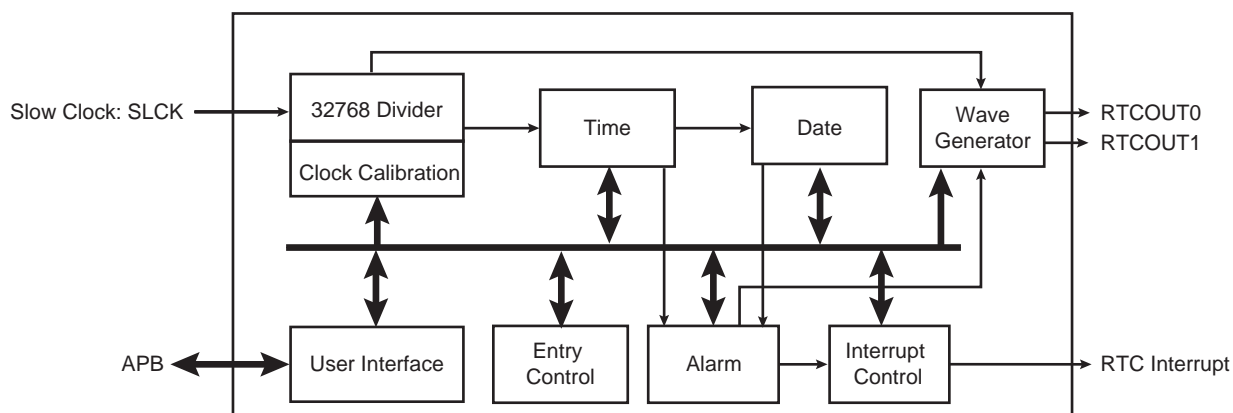 Slow Clock: SLCK
32768 Divider
Clock Calibration
Time
Date
Wave
Generator
RTCOUT0
RTCOUT1
APB
User Interface
Entry
Control
Alarm
Interrupt
Control
RTC Interrupt